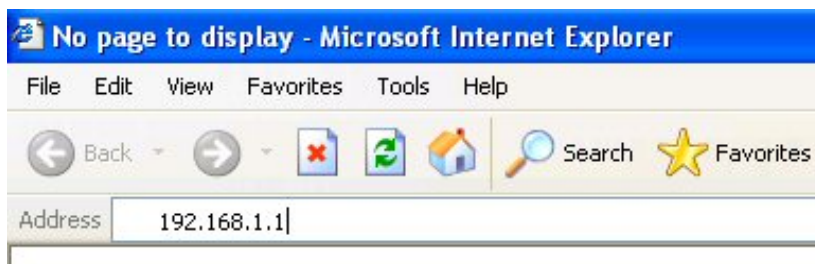 No page to display - Microsoft Internet Explorer
File Edit View Favorites Tools Help
Back Search Favorites
Address 192.168.1.1